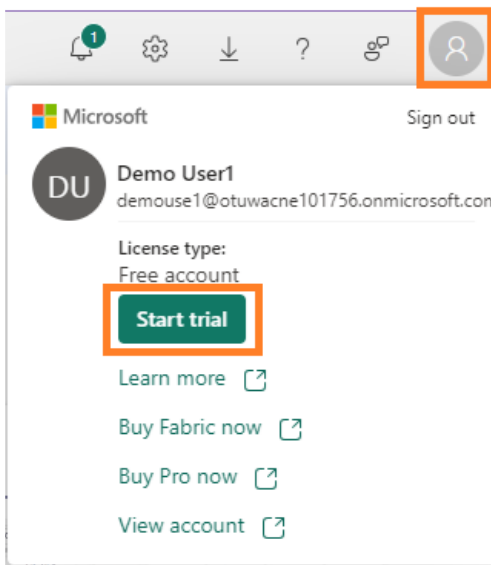 1
Microsoft
Sign out
DU
Demo User1
demouse1@otuwacne101756.onmicrosoft.com
License type:
Free account
Start trial
Learn more
Buy Fabric now
Buy Pro now
View account